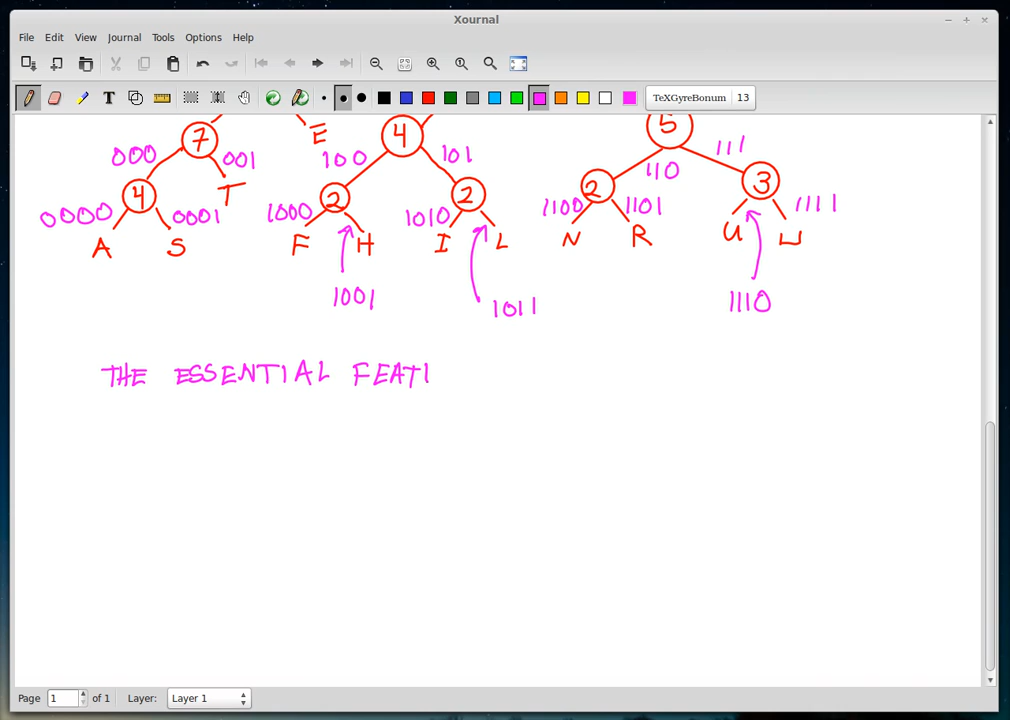 Xournal
File Edit View Journal Tools Options Help
TeXGyreBonum 13
7 E 4 5
000 001 100 101 110 111
4 T 2 2 2 3
0000 0001 1000 1010 1100 1101 1111
A S F H I L N R U ␣
1001 1011 1110
THE ESSENTIAL FEAT
Page 1 of 1 Layer: Layer 1